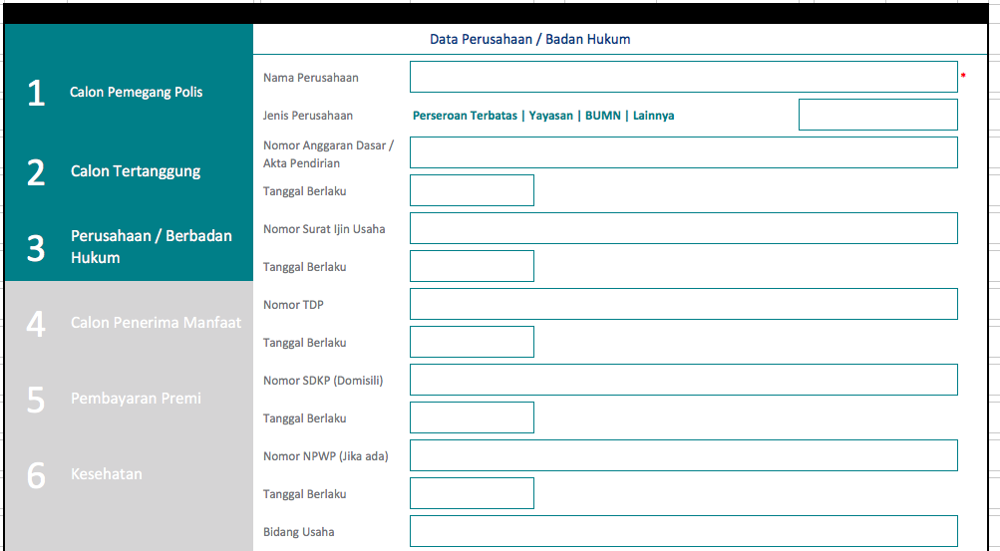 Data Perusahaan / Badan Hukum
1 Calon Pemegang Polis
2 Calon Tertanggung
3 Perusahaan / Berbadan
Hukum
4 Calon Penerima Manfaat
5 Pembayaran Premi
6 Kesehatan
Nama Perusahaan *
Jenis Perusahaan Perseroan Terbatas | Yayasan | BUMN | Lainnya
Nomor Anggaran Dasar /
Akta Pendirian
Tanggal Berlaku
Nomor Surat Ijin Usaha
Tanggal Berlaku
Nomor TDP
Tanggal Berlaku
Nomor SDKP (Domisili)
Tanggal Berlaku
Nomor NPWP (Jika ada)
Tanggal Berlaku
Bidang Usaha